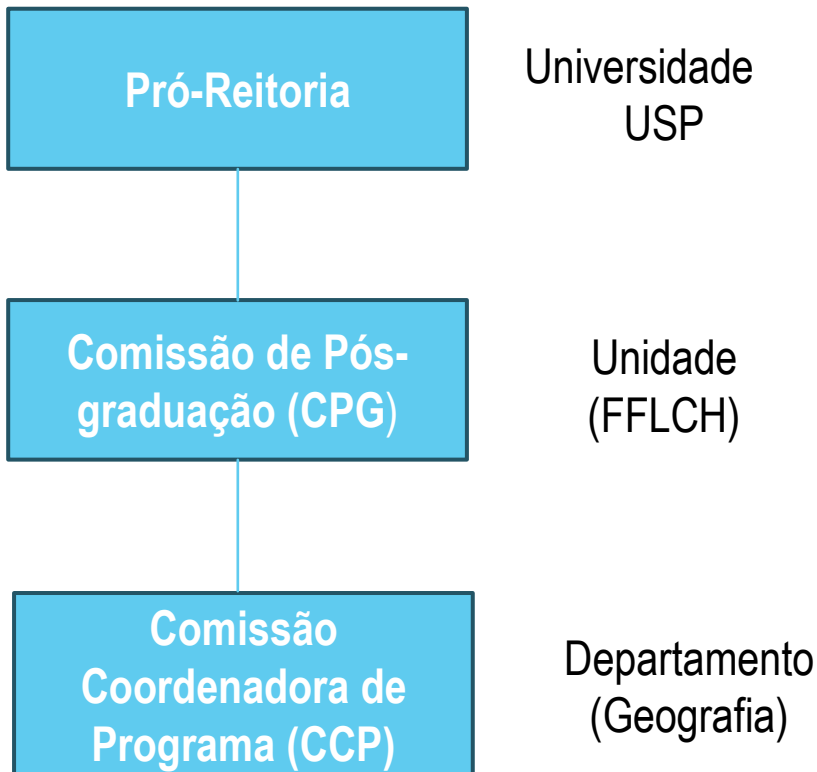 Pró-Reitoria
Universidade
USP
Comissão de Pós-
graduação (CPG)
Unidade
(FFLCH)
Comissão
Coordenadora de
Programa (CCP)
Departamento
(Geografia)